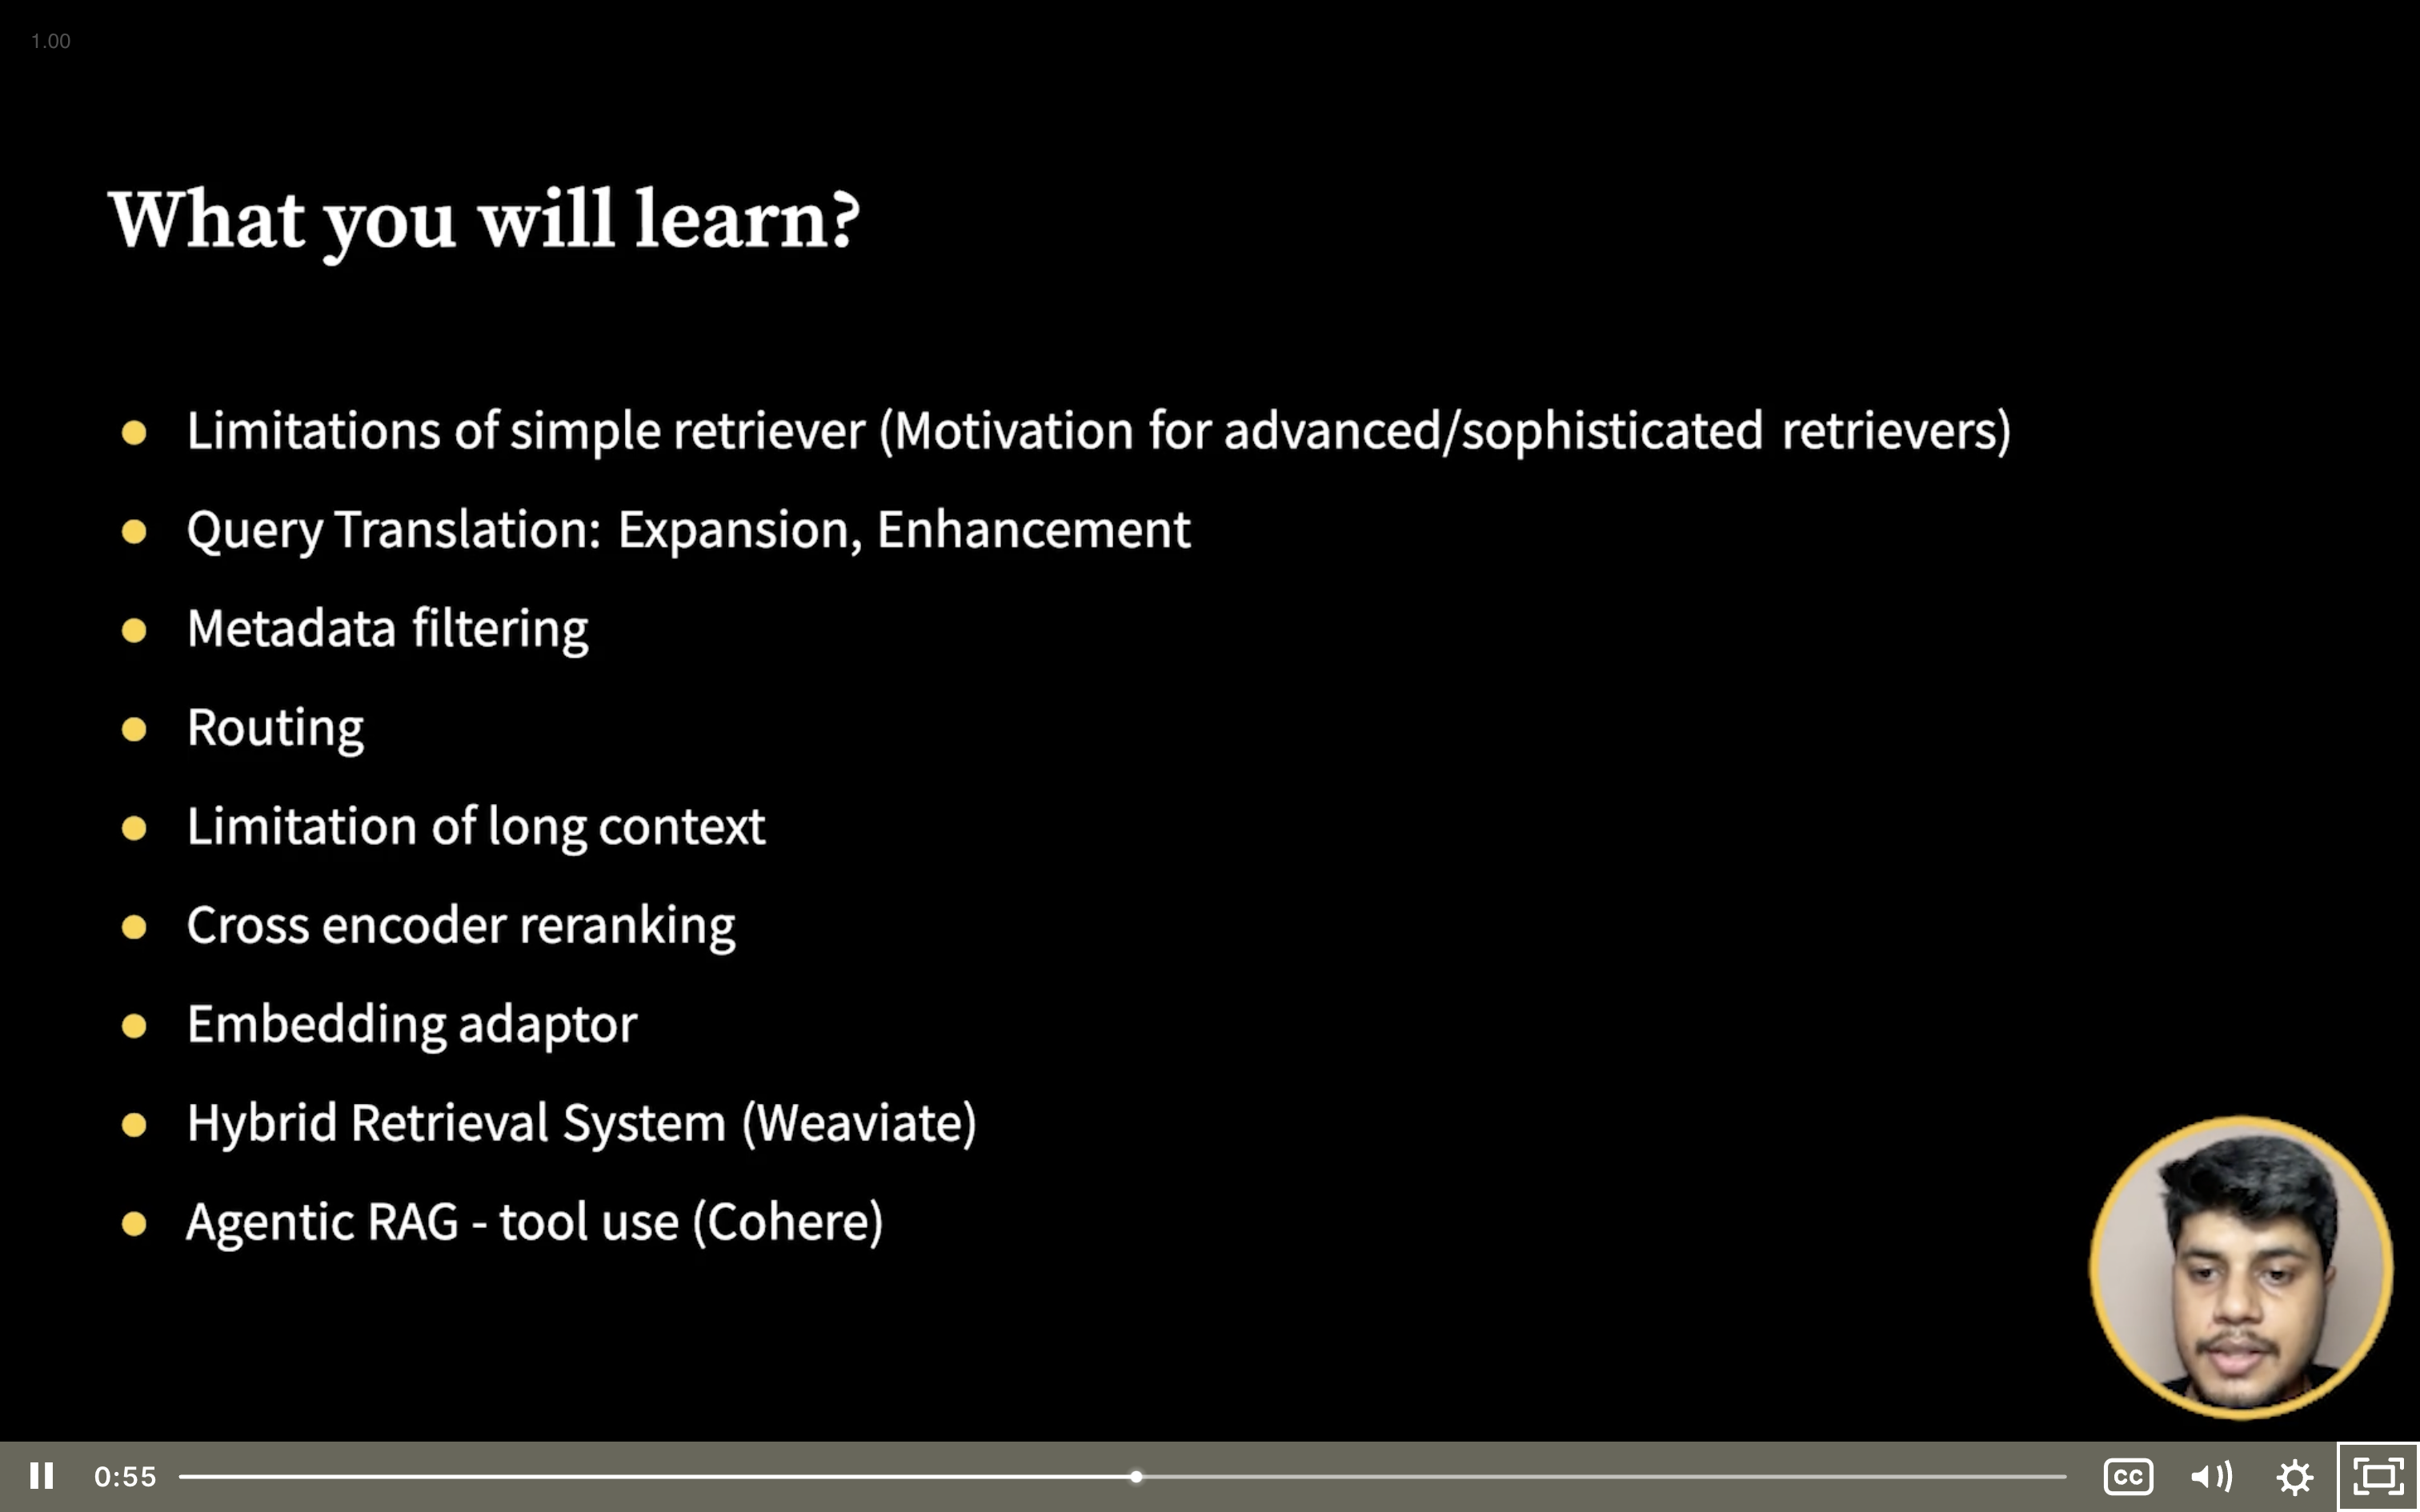 1.00
What you will learn?
Limitations of simple retriever (Motivation for advanced/sophisticated retrievers)
Query Translation: Expansion, Enhancement
Metadata filtering
Routing
Limitation of long context
Cross encoder reranking
Embedding adaptor
Hybrid Retrieval System (Weaviate)
Agentic RAG - tool use (Cohere)
0:55
CC